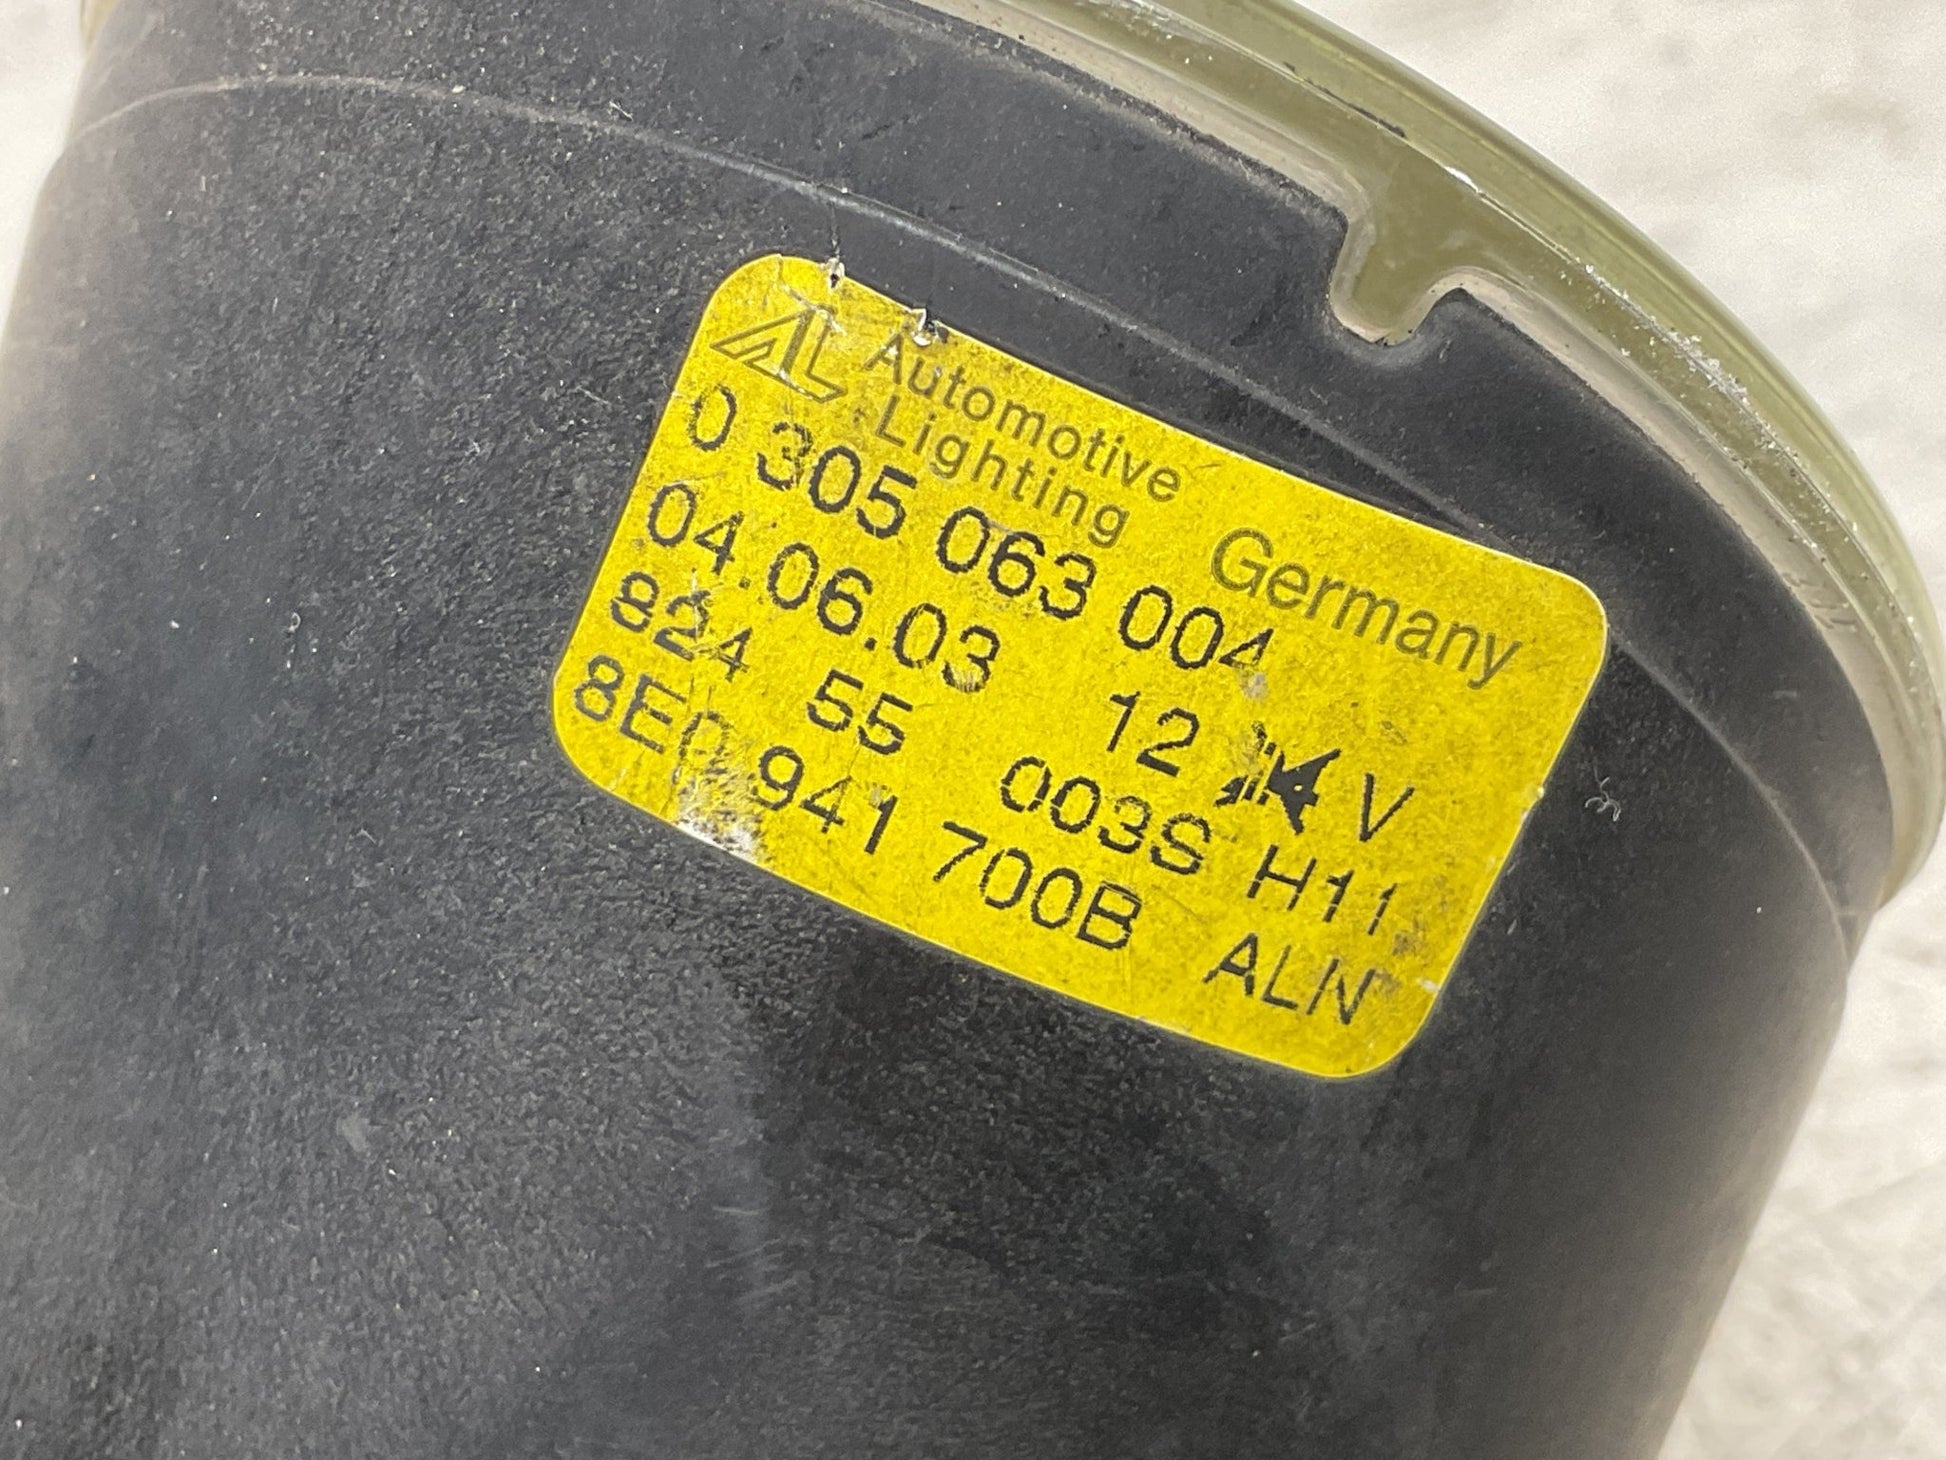 AL Automotive
Lighting Germany
0 305 063 004
04.06.03 12 V
824 55 003S H11
8E0 941 700B ALN